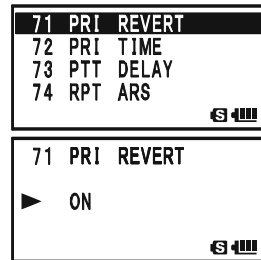 71 PRI REVERT
72 PRI TIME
73 PTT DELAY
74 RPT ARS
S
71 PRI REVERT
ON
S